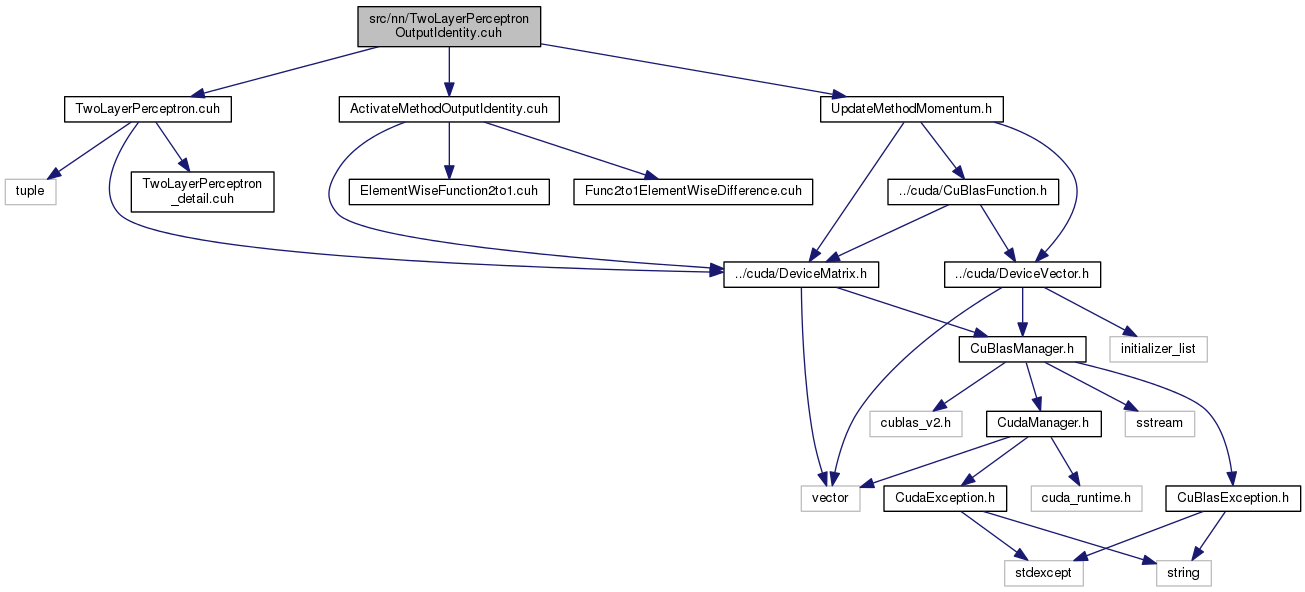 src/nn/TwoLayerPerceptron
OutputIdentity.cuh
TwoLayerPerceptron.cuh
ActivateMethodOutputIdentity.cuh
UpdateMethodMomentum.h
tuple
TwoLayerPerceptron
_detail.cuh
ElementWiseFunction2to1.cuh
Func2to1ElementWiseDifference.cuh
../cuda/CuBlasFunction.h
../cuda/DeviceMatrix.h
../cuda/DeviceVector.h
CuBlasManager.h
initializer_list
cublas_v2.h
CudaManager.h
sstream
vector
CudaException.h
cuda_runtime.h
CuBlasException.h
stdexcept
string